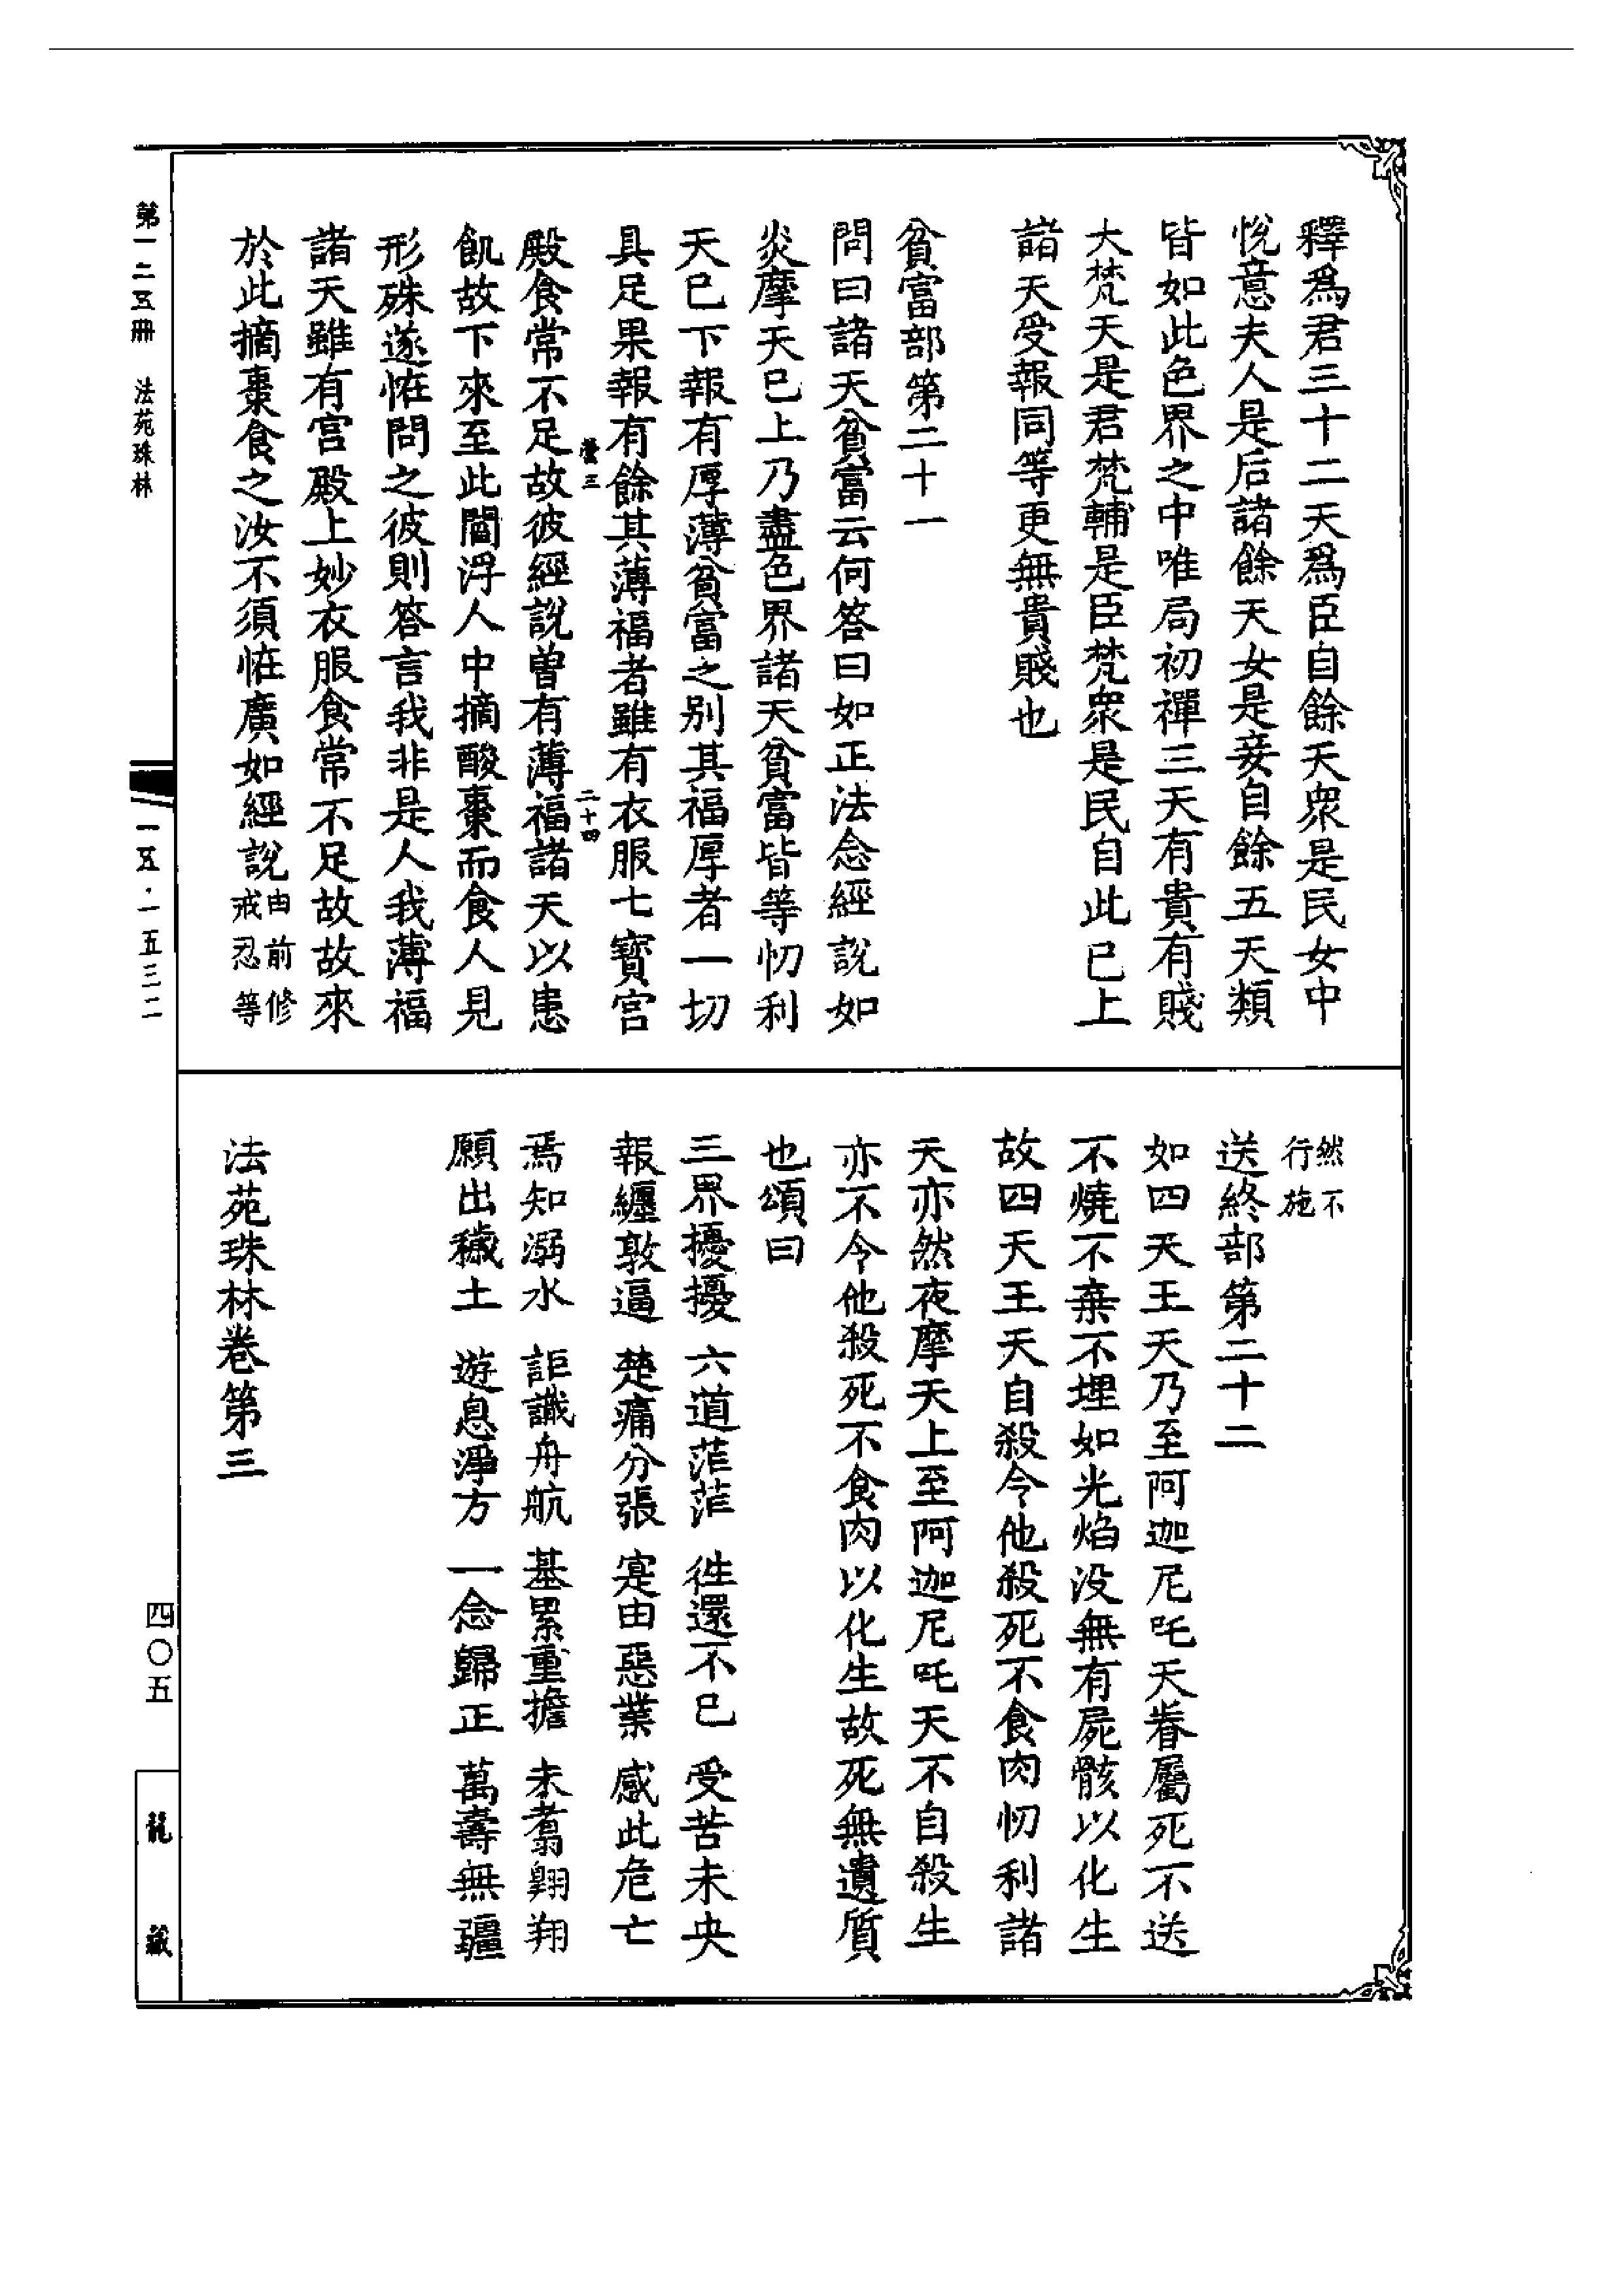 釋爲君三十二天爲臣自餘天衆是民女中
悅意夫人是后諸餘天女是妾自餘五天類
皆如此色界之中唯局初禪三天有貴有賤
大梵天是君梵輔是臣梵衆是民自此已上
諸天受報同等更無貴賤也
貧富部第二十一
問曰諸天貧富云何答曰如正法念經說如
炎摩天已上乃盡色界諸天貧富皆等忉利
天已下報有厚薄貧富之别其福厚者一切
具足果報有餘其薄福者雖有衣服七寳宫
三
二十四
殿食常不足故彼經說曽有薄福諸天以患
飢故下來至此閻浮人中摘酸棗而食人見
形殊遂恠問之彼則答言我非是人我薄福
諸天雖有宫殿上妙衣服食常不足故故來
於此摘棗食之汝不須恠廣如經說由前修
戒忍等
然不
行施
送終部第二十二
如四天王天乃至阿迦尼吒天眷屬死不送
不燒不棄不埋如光焰没無有屍骸以化生
故四天王天自殺令他殺死不食肉忉利諸
天亦然夜摩天上至阿迦尼吒天不自殺生
亦不令他殺死不食肉以化生故死無遺質
也頌曰
三界擾擾 六道茫茫 徃還不已 受苦未央
報纏敦逼 楚痛分張 寔由惡業 感此危亡
焉知溺水 詎識舟航 基累重擔 未翥翺翔
願出穢土 遊息淨方 一念歸正 萬壽無疆
法苑珠林卷第三
第一二五冊 法苑珠林
一五·一五三二
四〇五
龍藏